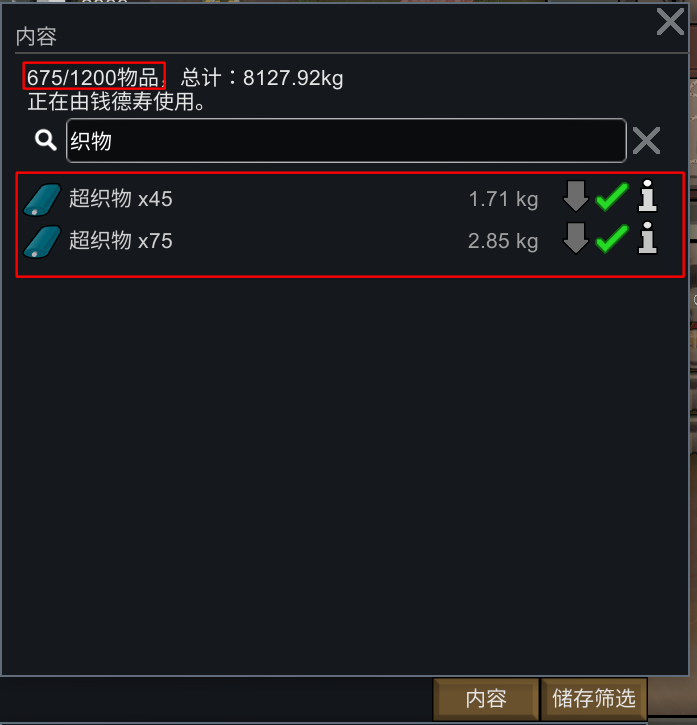 内容
675/1200物品，总计：8127.92kg
正在由钱德寿使用。
织物
超织物 x45 1.71 kg
超织物 x75 2.85 kg
内容 储存筛选